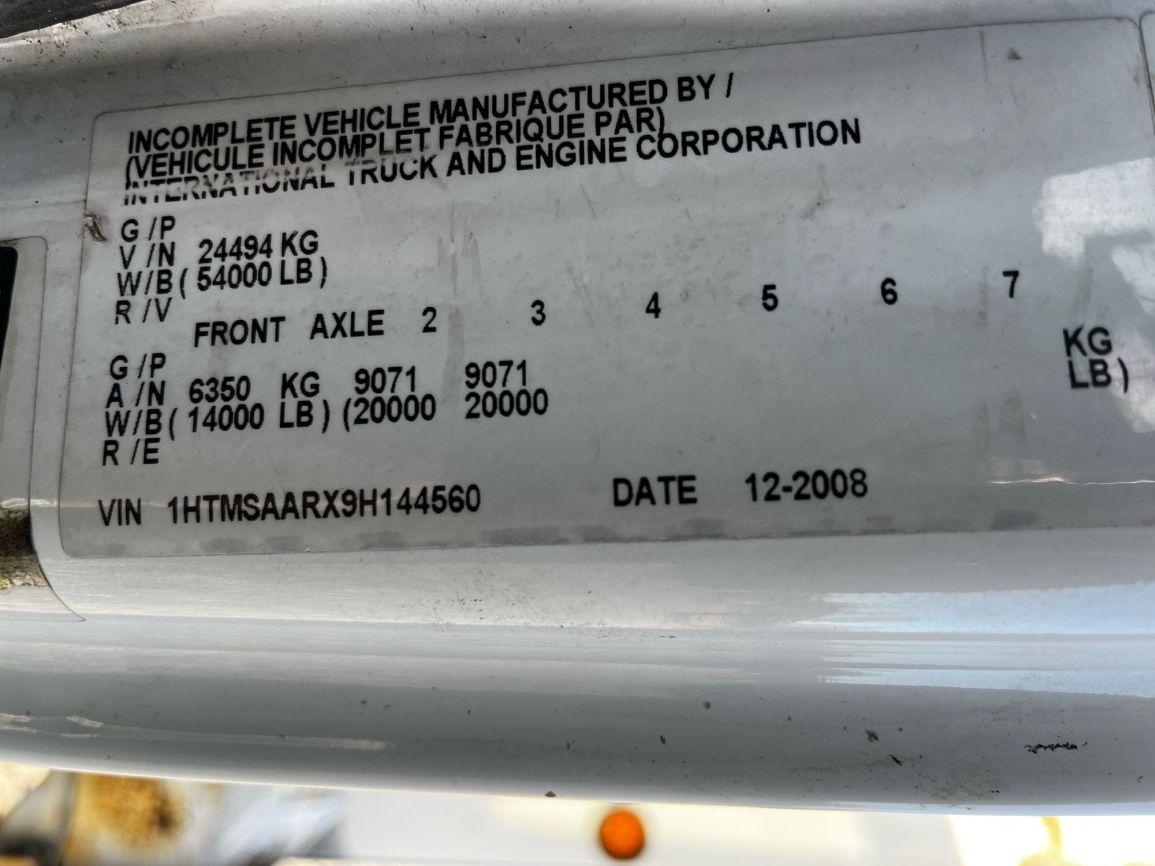 INCOMPLETE VEHICLE MANUFACTURED BY /
(VEHICULE INCOMPLET FABRIQUE PAR)
INTERNATIONAL TRUCK AND ENGINE CORPORATION
G /P
V /N 24494 KG
W/B ( 54000 LB )
R /V
FRONT AXLE 2 3 4 5 6 7
G /P
A /N 6350 KG 9071 9071 KG
W/B ( 14000 LB ) (20000 20000 LB )
R /E
VIN 1HTMSAARX9H144560 DATE 12-2008